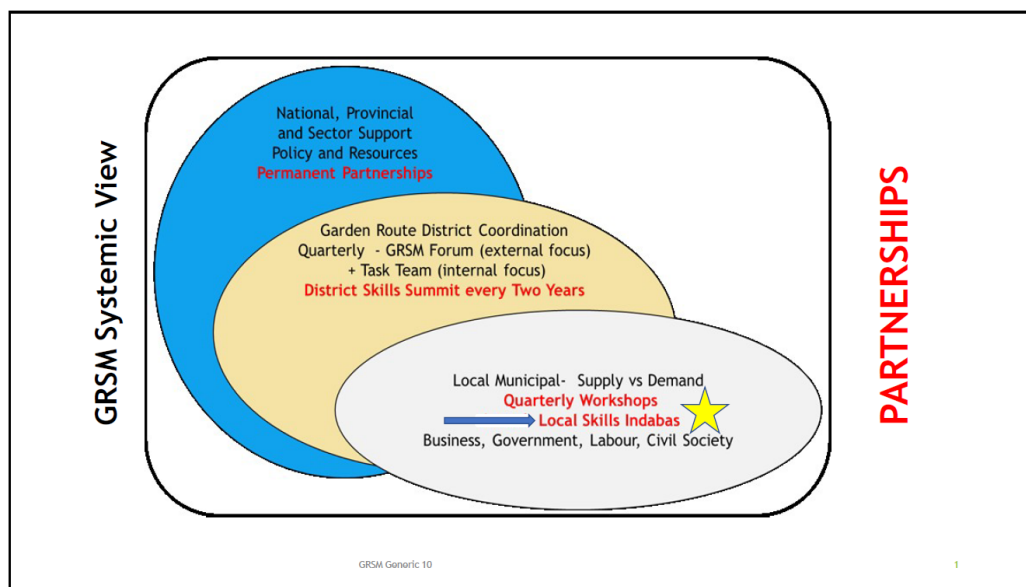 GRSM Systemic View
National, Provincial
and Sector Support
Policy and Resources
Permanent Partnerships
Garden Route District Coordination
Quarterly - GRSM Forum (external focus)
+ Task Team (internal focus)
District Skills Summit every Two Years
Local Municipal- Supply vs Demand
Quarterly Workshops
Local Skills Indabas
Business, Government, Labour, Civil Society
PARTNERSHIPS
GRSM Generic 10
1